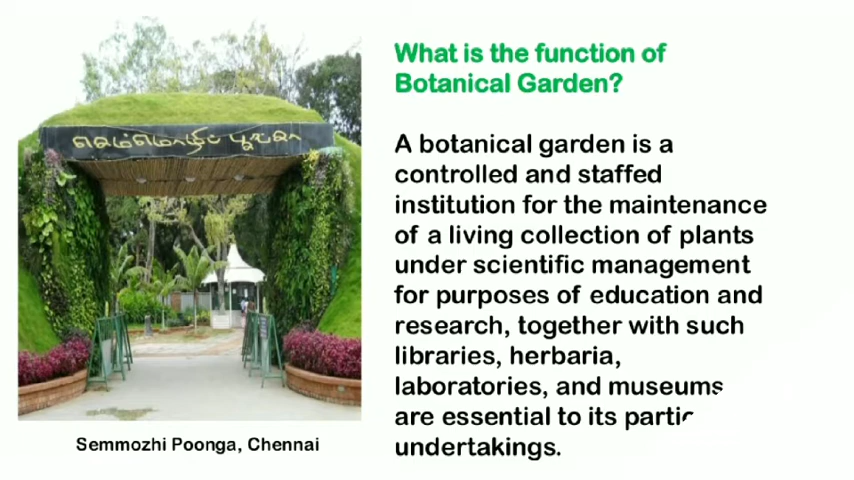 செம்மொழிப் பூங்கா
What is the function of
Botanical Garden?
A botanical garden is a
controlled and staffed
institution for the maintenance
of a living collection of plants
under scientific management
for purposes of education and
research, together with such
libraries, herbaria,
laboratories, and museums
are essential to its
undertakings.
Semmozhi Poonga, Chennai